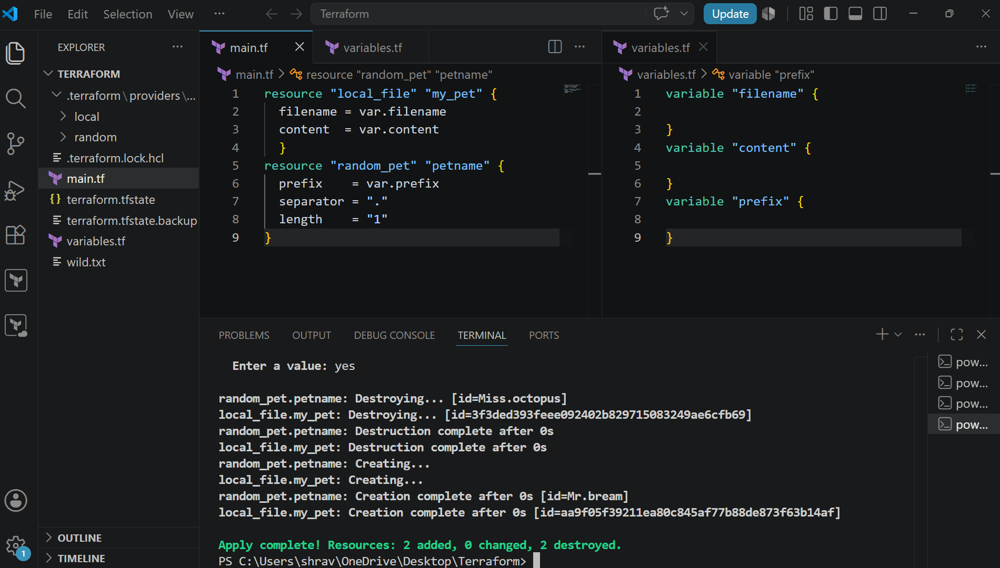 File Edit Selection View ...
Terraform
Update
EXPLORER
TERRAFORM
.terraform\providers\...
local
random
.terraform.lock.hcl
main.tf
terraform.tfstate
terraform.tfstate.backup
variables.tf
wild.txt
OUTLINE
TIMELINE
1
main.tf
variables.tf
main.tf > resource "random_pet" "petname"
1 resource "local_file" "my_pet" {
2 filename = var.filename
3 content = var.content
4 }
5 resource "random_pet" "petname" {
6 prefix = var.prefix
7 separator = "."
8 length = "1"
9 }
variables.tf
variables.tf > variable "prefix"
1 variable "filename" {
2
3 }
4 variable "content" {
5
6 }
7 variable "prefix" {
8
9 }
PROBLEMS OUTPUT DEBUG CONSOLE TERMINAL PORTS
Enter a value: yes
random_pet.petname: Destroying... [id=Miss.octopus]
local_file.my_pet: Destroying... [id=3f3ded393feee092402b829715083249ae6cfb69]
random_pet.petname: Destruction complete after 0s
local_file.my_pet: Destruction complete after 0s
random_pet.petname: Creating...
local_file.my_pet: Creating...
random_pet.petname: Creation complete after 0s [id=Mr.bream]
local_file.my_pet: Creation complete after 0s [id=aa9f05f39211ea80c845af77b88de873f63b14af]
Apply complete! Resources: 2 added, 0 changed, 2 destroyed.
PS C:\Users\shrav\OneDrive\Desktop\Terraform>
pow...
pow...
pow...
pow...